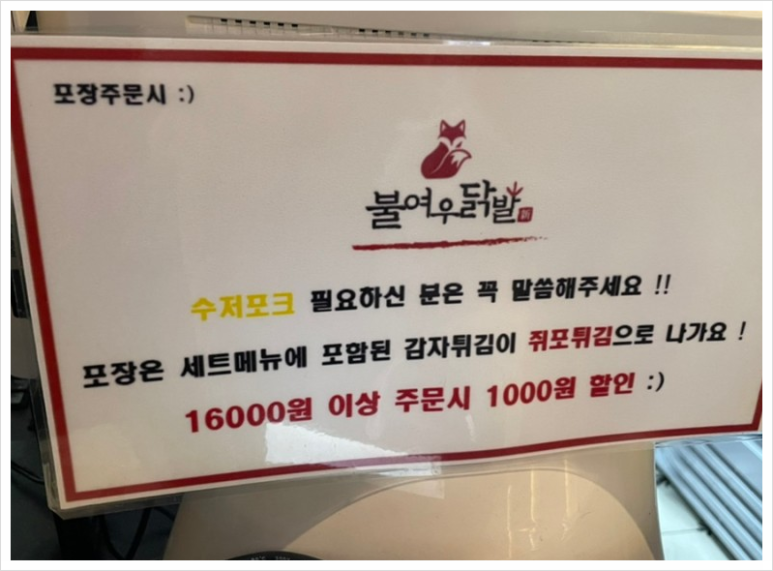 포장주문시 :)
불여우닭발 新
수저포크 필요하신 분은 꼭 말씀해주세요 !!
포장은 세트메뉴에 포함된 감자튀김이 쥐포튀김으로 나가요 !
16000원 이상 주문시 1000원 할인 :)